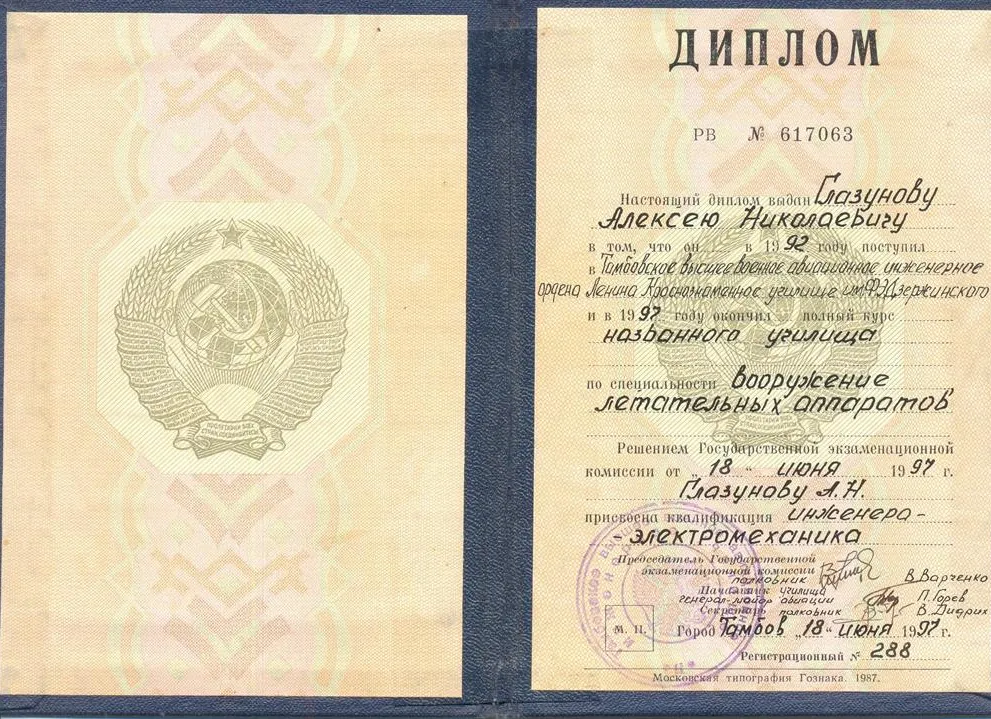 ДИПЛОМ
РВ № 617063
Настоящий диплом выдан Глазунову
Алексею Николаевичу
в том, что он в 1992 году поступил
в Тамбовское высшее военное авиационное инженерное
ордена Ленина Краснознаменное училище им. Ф.Э. Дзержинского
и в 1997 году окончил полный курс
названного училища
по специальности вооружение
летательных аппаратов
Решением Государственной экзаменационной
комиссии от „18“ июня 1997 г.
Глазунову А.Н.
присвоена квалификация инженера-
электромеханика
Председатель Государственной
экзаменационной комиссии
полковник В. Варченко
Начальник училища
генерал-майор авиации П. Горев
Секретарь полковник В. Дидрих
М. П. Город Тамбов „18“ июня 1997 г.
Регистрационный № 288
Московская типография Гознака. 1987.